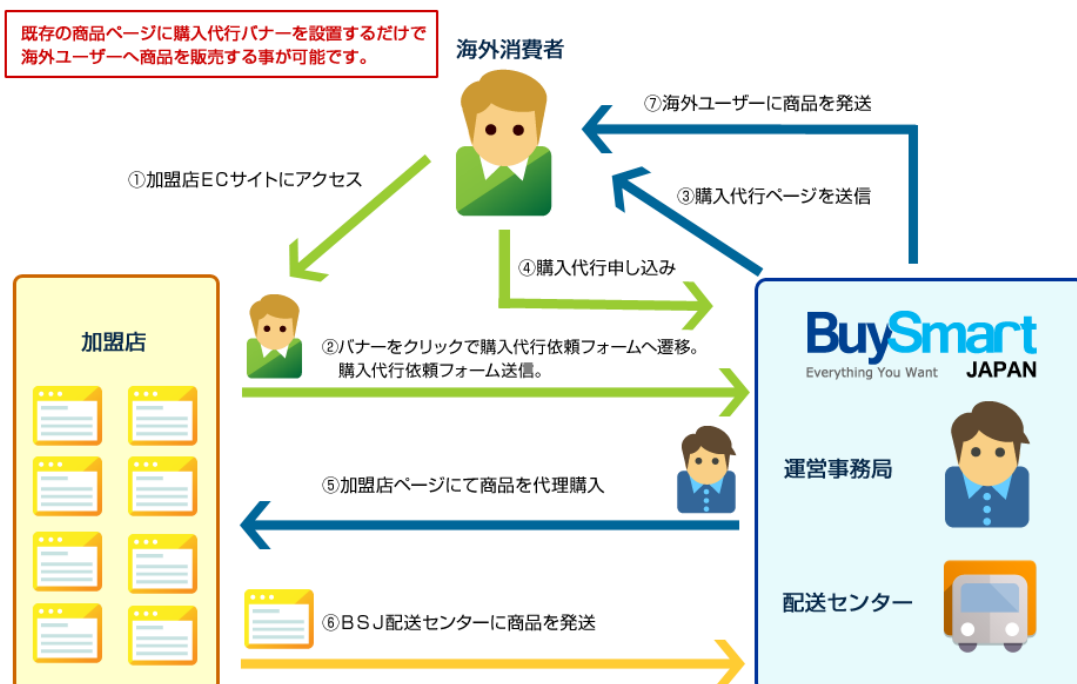 既存の商品ページに購入代行バナーを設置するだけで
海外ユーザーへ商品を販売する事が可能です。
海外消費者
⑦海外ユーザーに商品を発送
①加盟店ECサイトにアクセス
③購入代行ページを送信
④購入代行申し込み
加盟店
②バナーをクリックで購入代行依頼フォームへ遷移。
購入代行依頼フォーム送信。
BuySmart
Everything You Want JAPAN
運営事務局
⑤加盟店ページにて商品を代理購入
配送センター
⑥BSJ配送センターに商品を発送